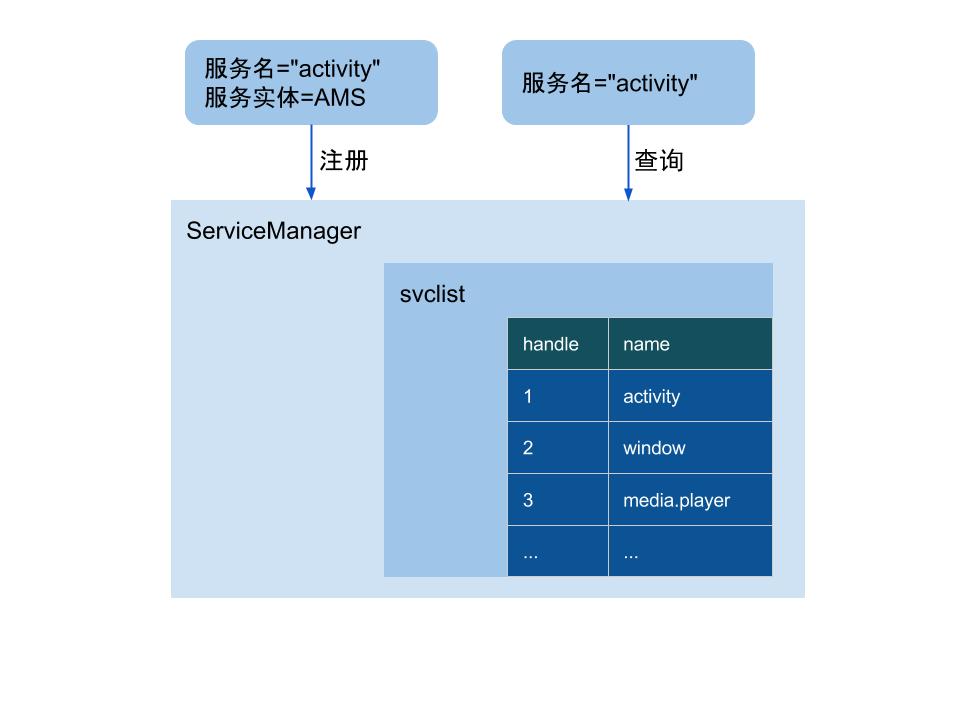 服务名="activity"
服务实体=AMS
服务名="activity"
注册
查询
ServiceManager
svclist
handle name
1 activity
2 window
3 media.player
... ...